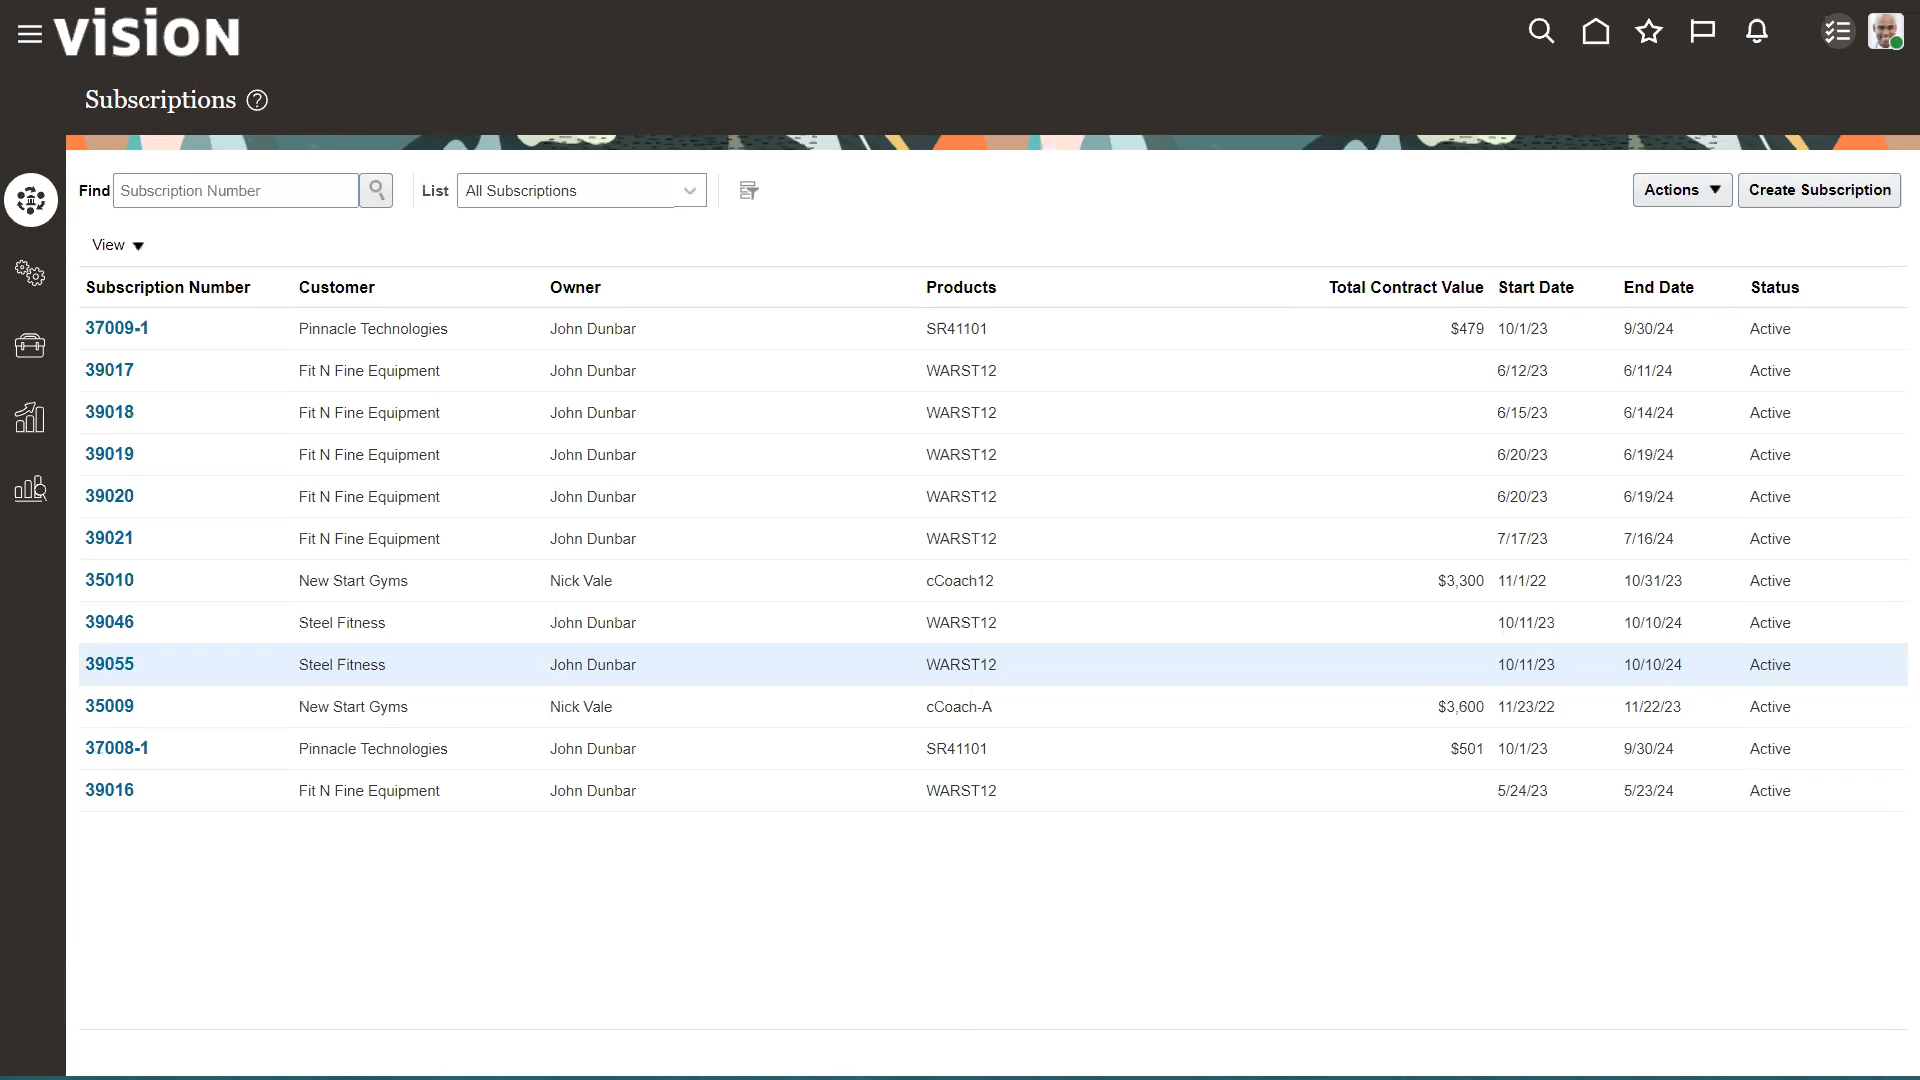 vision
Subscriptions ?
Find Subscription Number List All Subscriptions Actions Create Subscription
View
Subscription Number Customer Owner Products Total Contract Value Start Date End Date Status
37009-1 Pinnacle Technologies John Dunbar SR41101 $479 10/1/23 9/30/24 Active
39017 Fit N Fine Equipment John Dunbar WARST12 6/12/23 6/11/24 Active
39018 Fit N Fine Equipment John Dunbar WARST12 6/15/23 6/14/24 Active
39019 Fit N Fine Equipment John Dunbar WARST12 6/20/23 6/19/24 Active
39020 Fit N Fine Equipment John Dunbar WARST12 6/20/23 6/19/24 Active
39021 Fit N Fine Equipment John Dunbar WARST12 7/17/23 7/16/24 Active
35010 New Start Gyms Nick Vale cCoach12 $3,300 11/1/22 10/31/23 Active
39046 Steel Fitness John Dunbar WARST12 10/11/23 10/10/24 Active
39055 Steel Fitness John Dunbar WARST12 10/11/23 10/10/24 Active
35009 New Start Gyms Nick Vale cCoach-A $3,600 11/23/22 11/22/23 Active
37008-1 Pinnacle Technologies John Dunbar SR41101 $501 10/1/23 9/30/24 Active
39016 Fit N Fine Equipment John Dunbar WARST12 5/24/23 5/23/24 Active